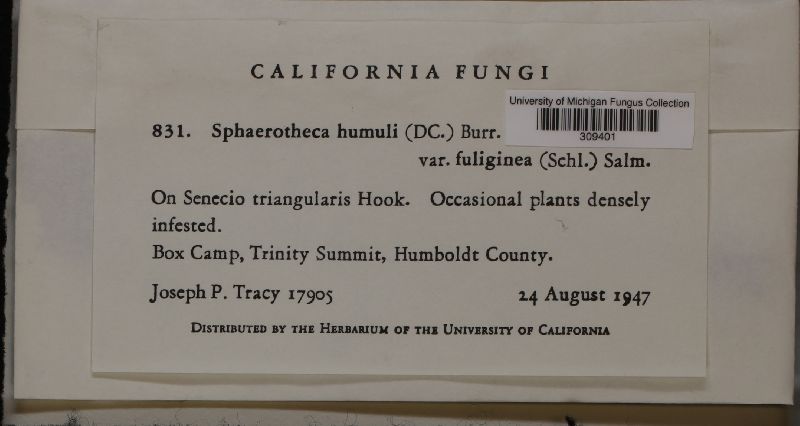 CALIFORNIA FUNGI
University of Michigan Fungus Collection
309401
831. Sphaerotheca humuli (DC.) Burr.
var. fuliginea (Schl.) Salm.
On Senecio triangularis Hook. Occasional plants densely
infested.
Box Camp, Trinity Summit, Humboldt County.
Joseph P. Tracy 17905 24 August 1947
Distributed by the Herbarium of the University of California